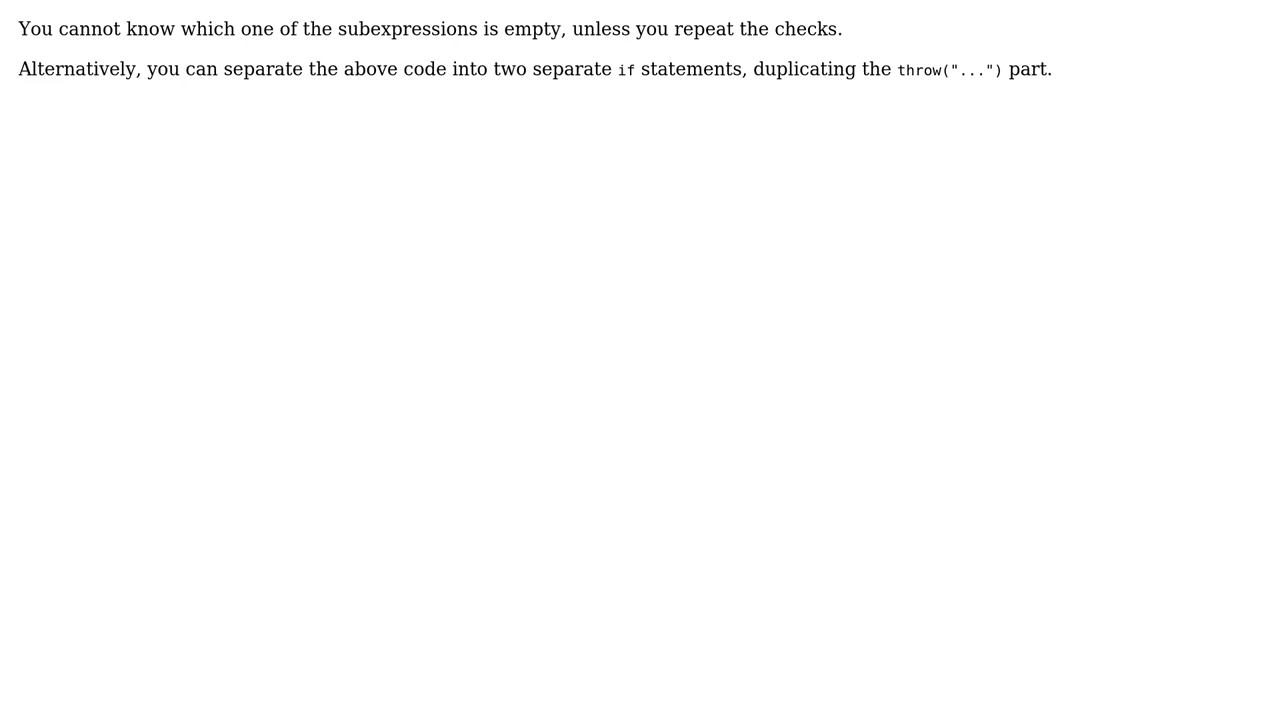 You cannot know which one of the subexpressions is empty, unless you repeat the checks.
Alternatively, you can separate the above code into two separate if statements, duplicating the throw("...") part.